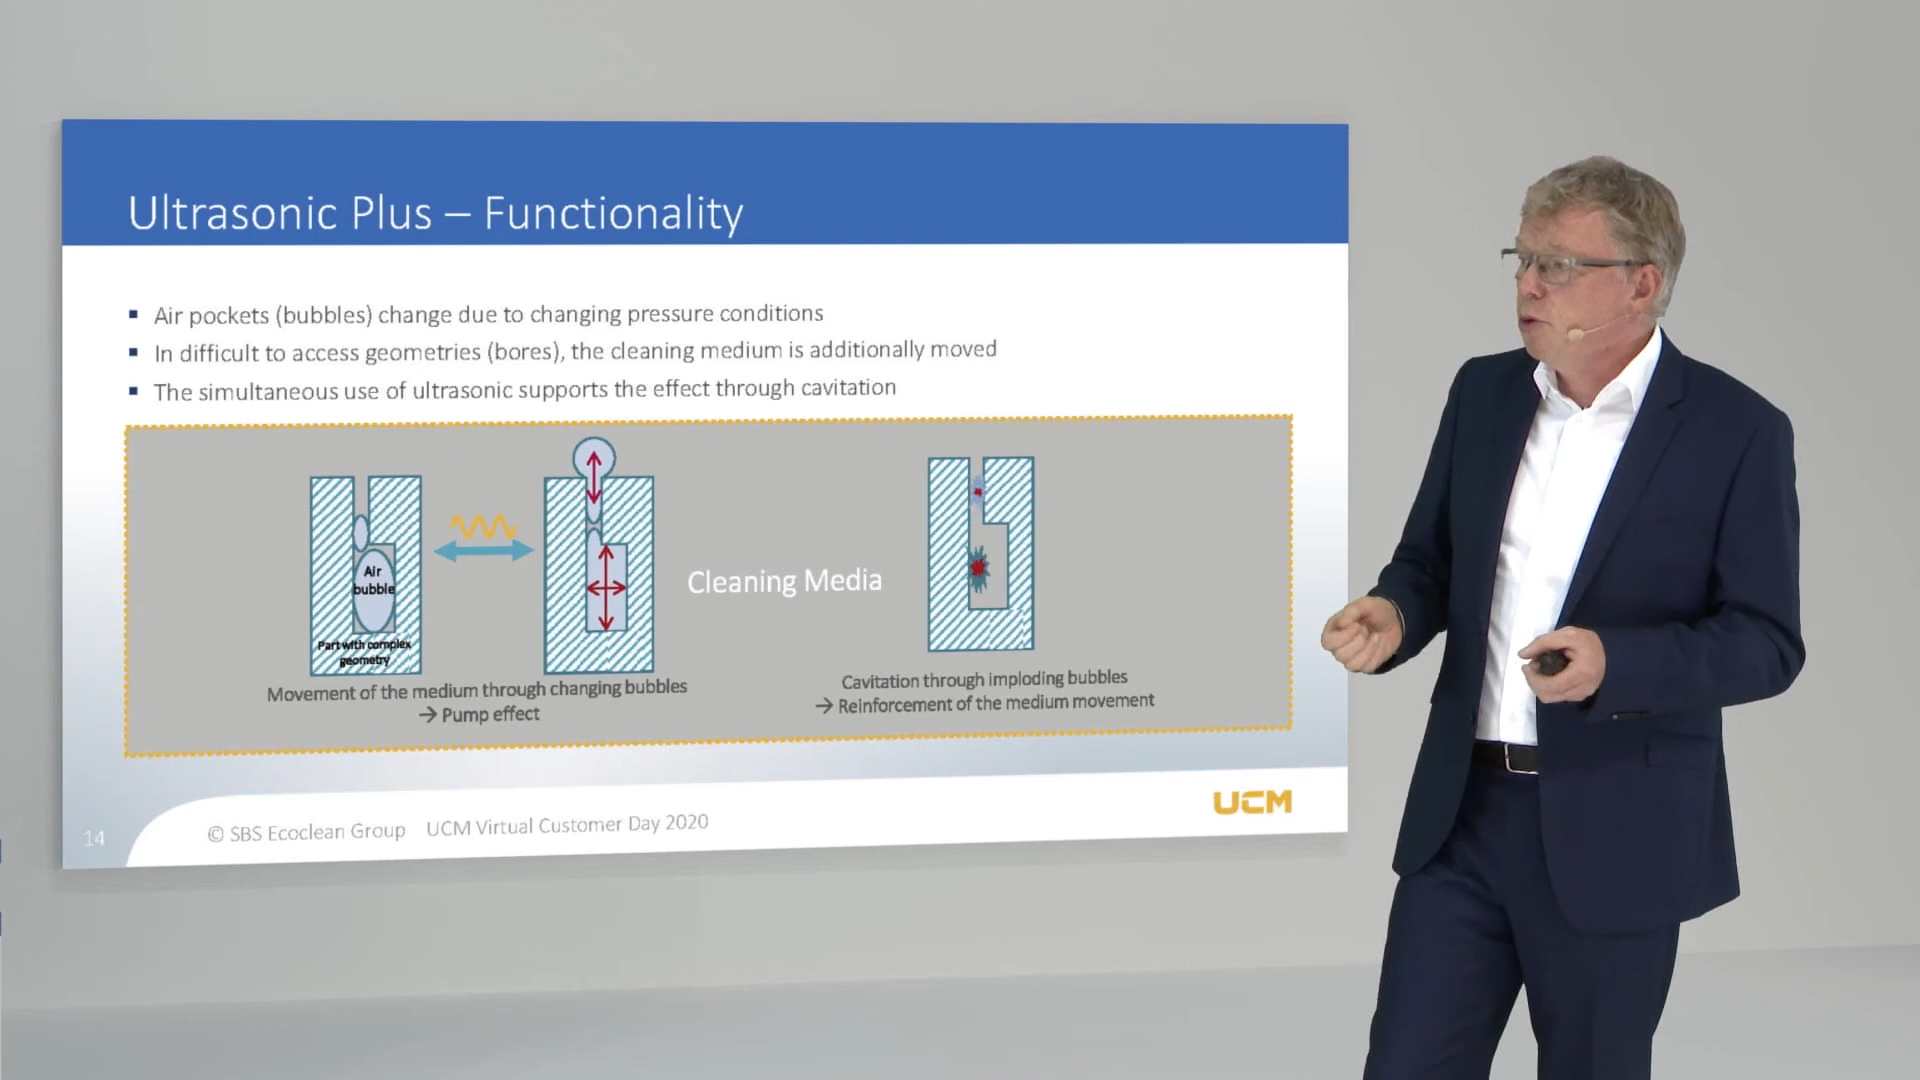 Ultrasonic Plus – Functionality
Air pockets (bubbles) change due to changing pressure conditions
In difficult to access geometries (bores), the cleaning medium is additionally moved
The simultaneous use of ultrasonic supports the effect through cavitation
Air
bubble
Part with complex
geometry
Cleaning Media
Movement of the medium through changing bubbles
→ Pump effect
Cavitation through imploding bubbles
→ Reinforcement of the medium movement
14
© SBS Ecoclean Group UCM Virtual Customer Day 2020
UCM